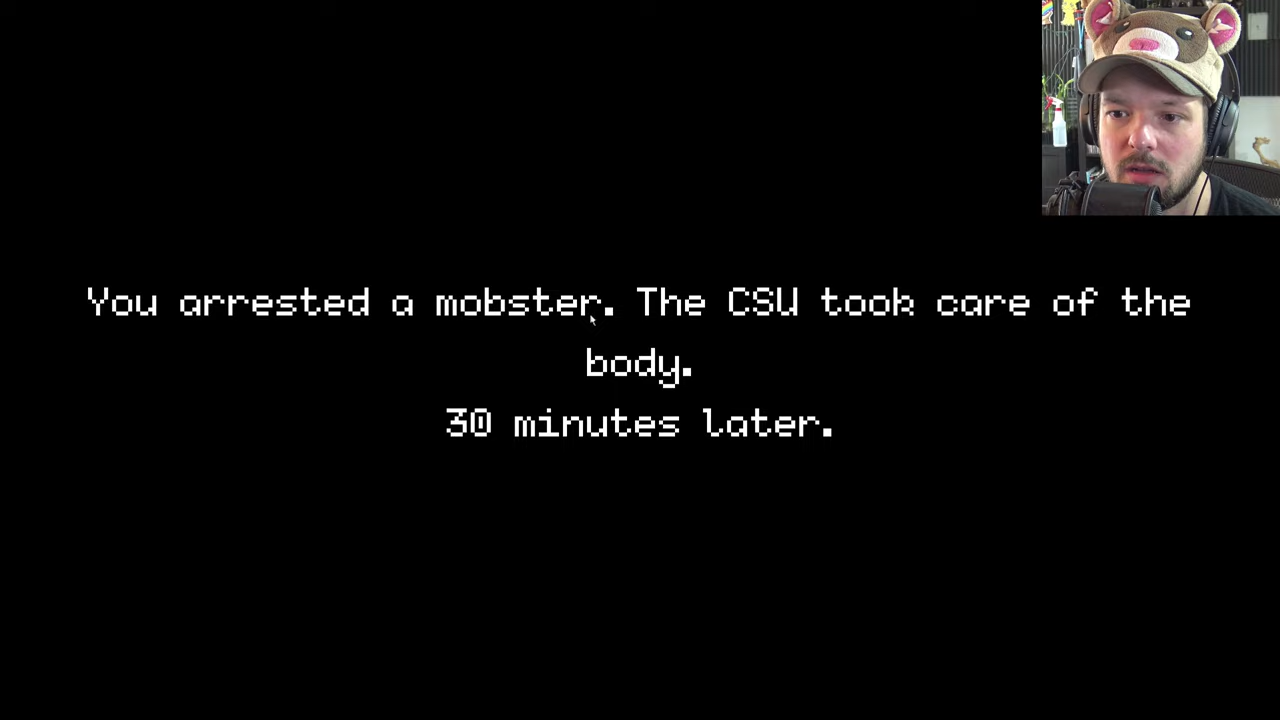 You arrested a mobster. The CSU took care of the
body.
30 minutes later.